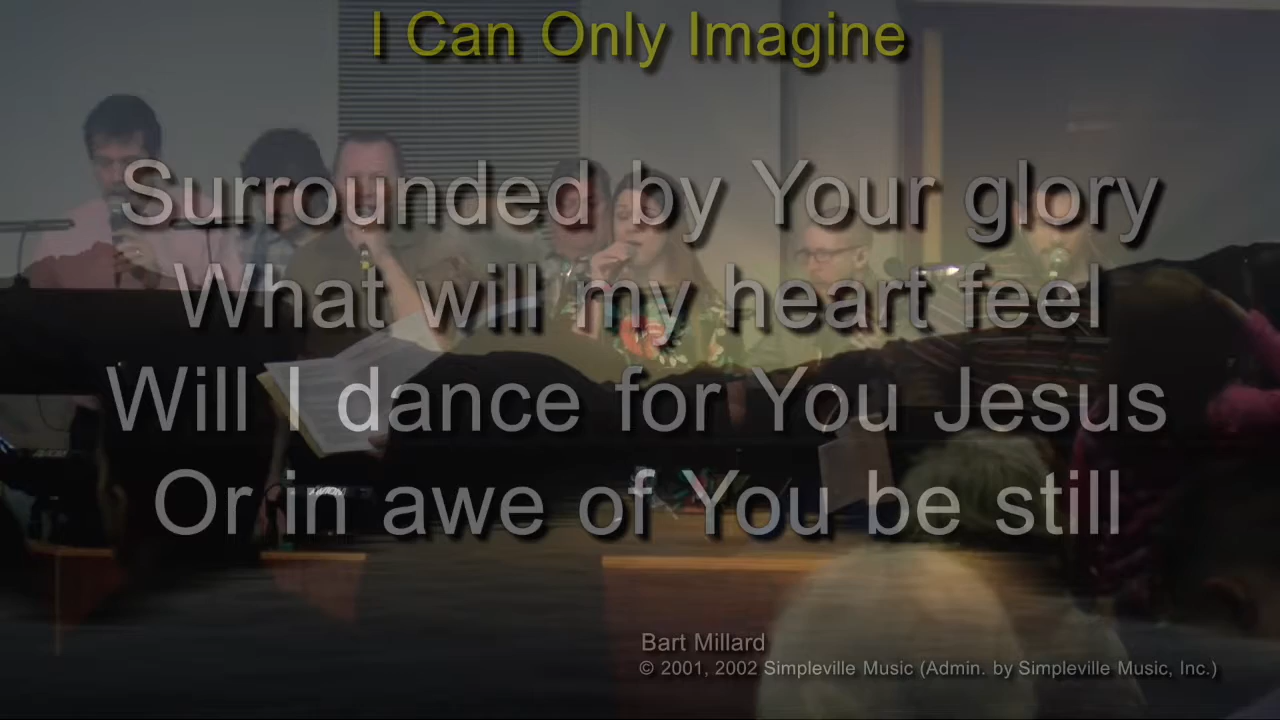 I Can Only Imagine
Surrounded by Your glory
What will my heart feel
Will I dance for You Jesus
Or in awe of You be still
Bart Millard
© 2001, 2002 Simpleville Music (Admin. by Simpleville Music, Inc.)